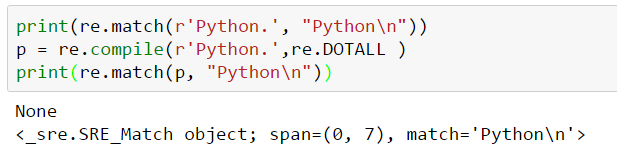 print(re.match(r'Python.', "Python\n"))
p = re.compile(r'Python.',re.DOTALL )
print(re.match(p, "Python\n"))
None
<_sre.SRE_Match object; span=(0, 7), match='Python\n'>